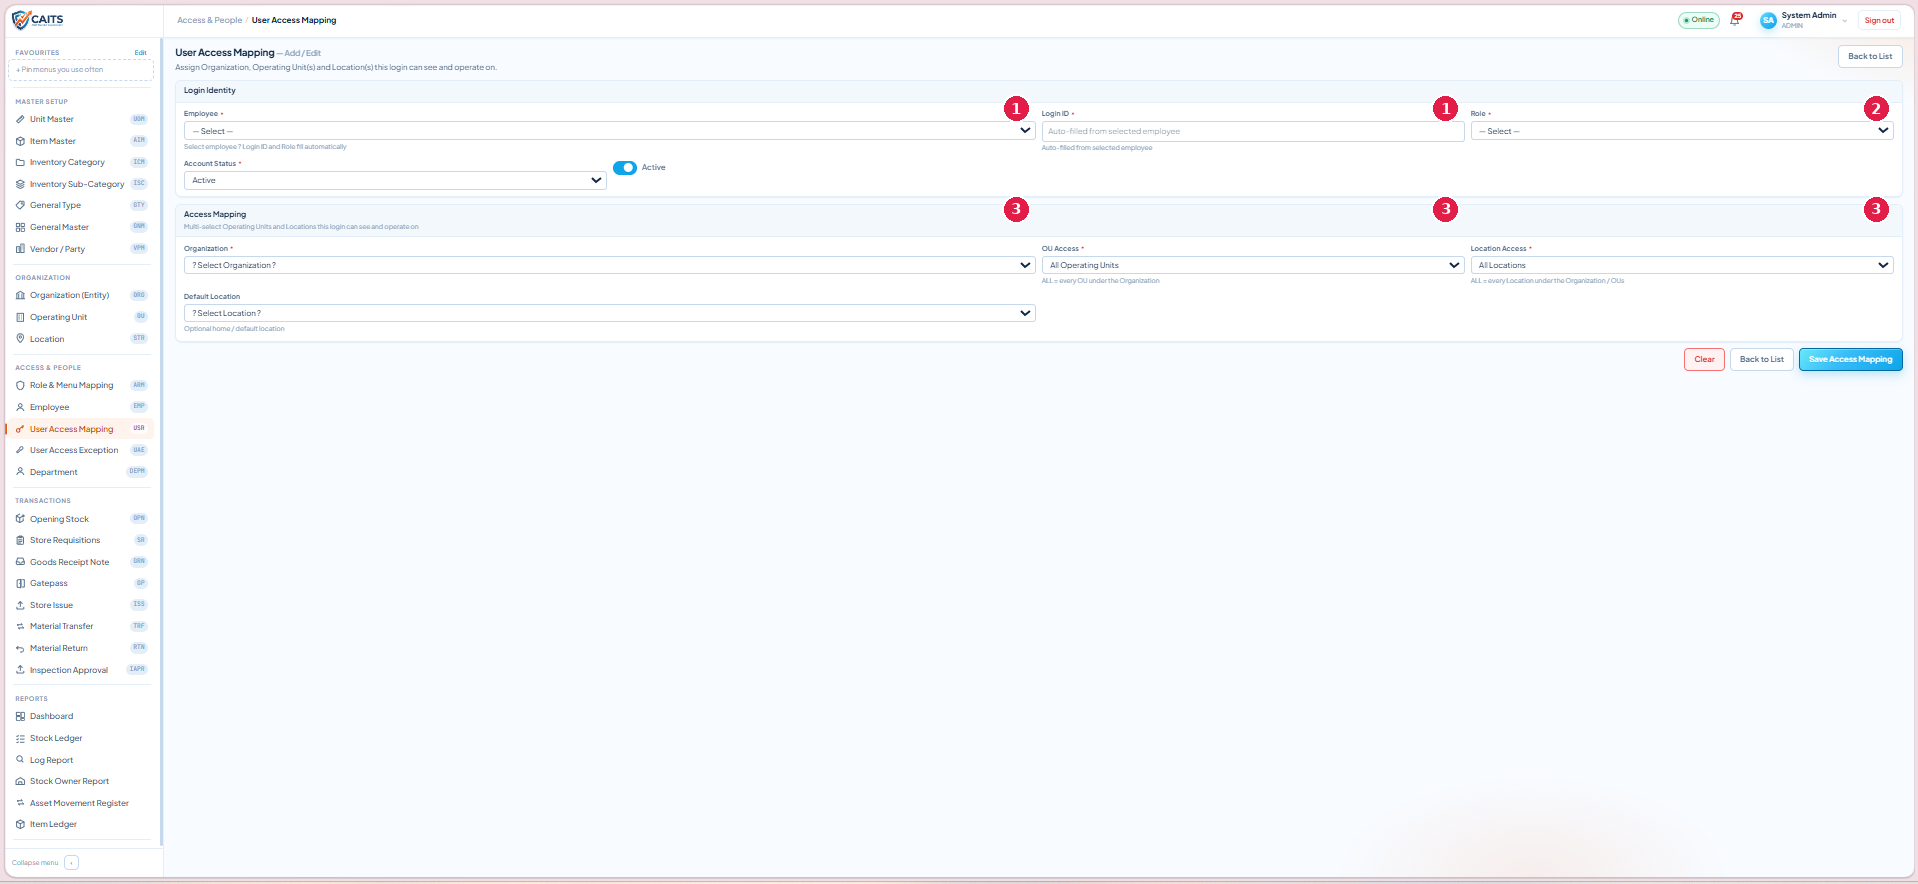 CAITS
Access & People / User Access Mapping
Online
25
SA
System Admin
ADMIN
Sign out
FAVOURITES
Edit
+ Pin menus you use often
MASTER SETUP
Unit Master UOM
Item Master AIM
Inventory Category ICM
Inventory Sub-Category ISC
General Type GTY
General Master GNM
Vendor / Party VPM
ORGANIZATION
Organization (Entity) ORG
Operating Unit OU
Location STR
ACCESS & PEOPLE
Role & Menu Mapping ARM
Employee EMP
User Access Mapping USR
User Access Exception UAE
Department DEPM
TRANSACTIONS
Opening Stock OPN
Store Requisitions SR
Goods Receipt Note GRN
Gatepass GP
Store Issue ISS
Material Transfer TRF
Material Return RTN
Inspection Approval IAPR
REPORTS
Dashboard
Stock Ledger
Log Report
Stock Owner Report
Asset Movement Register
Item Ledger
Collapse menu
User Access Mapping — Add / Edit
Assign Organization, Operating Unit(s) and Location(s) this login can see and operate on.
Back to List
Login Identity
Employee *
1
— Select —
Select employee ? Login ID and Role fill automatically
Login ID *
1
Auto-filled from selected employee
Auto-filled from selected employee
Role *
2
— Select —
Account Status *
Active
Active
Access Mapping
Multi-select Operating Units and Locations this login can see and operate on
3
3
3
Organization *
? Select Organization ?
OU Access *
All Operating Units
ALL = every OU under the Organization
Location Access *
All Locations
ALL = every Location under the Organization / OUs
Default Location
? Select Location ?
Optional home / default location
Clear
Back to List
Save Access Mapping